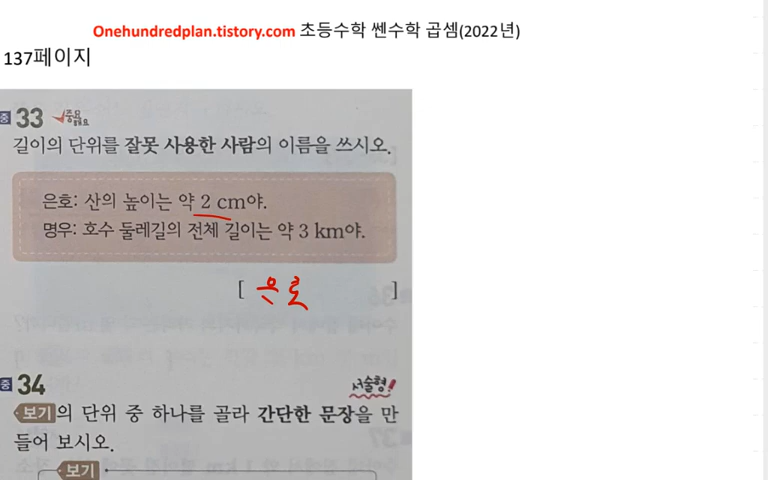 Onehundredplan.tistory.com 초등수학 쎈수학 곱셈(2022년)
137페이지
중 33 중요
길이의 단위를 잘못 사용한 사람의 이름을 쓰시오.
은호: 산의 높이는 약 2 cm야.
명우: 호수 둘레길의 전체 길이는 약 3 km야.
[ 은호 ]
중 34 서술형!
보기의 단위 중 하나를 골라 간단한 문장을 만
들어 보시오.
보기